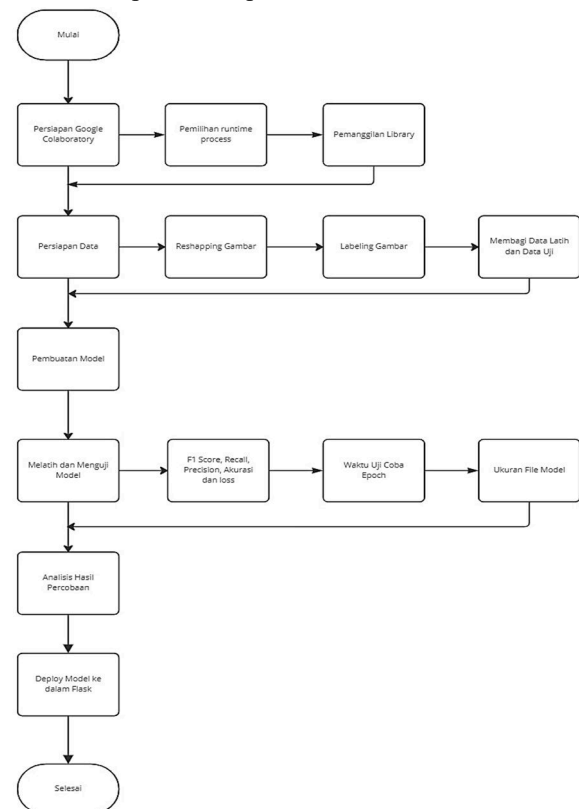 Mulai
Persiapan Google
Colaboratory
Pemilihan runtime
process
Pemanggilan Library
Persiapan Data
Reshapping Gambar
Labeling Gambar
Membagi Data Latih
dan Data Uji
Pembuatan Model
Melatih dan Menguji
Model
F1 Score, Recall,
Precision, Akurasi
dan loss
Waktu Uji Coba
Epoch
Ukuran File Model
Analisis Hasil
Percobaan
Deploy Model ke
dalam Flask
Selesai